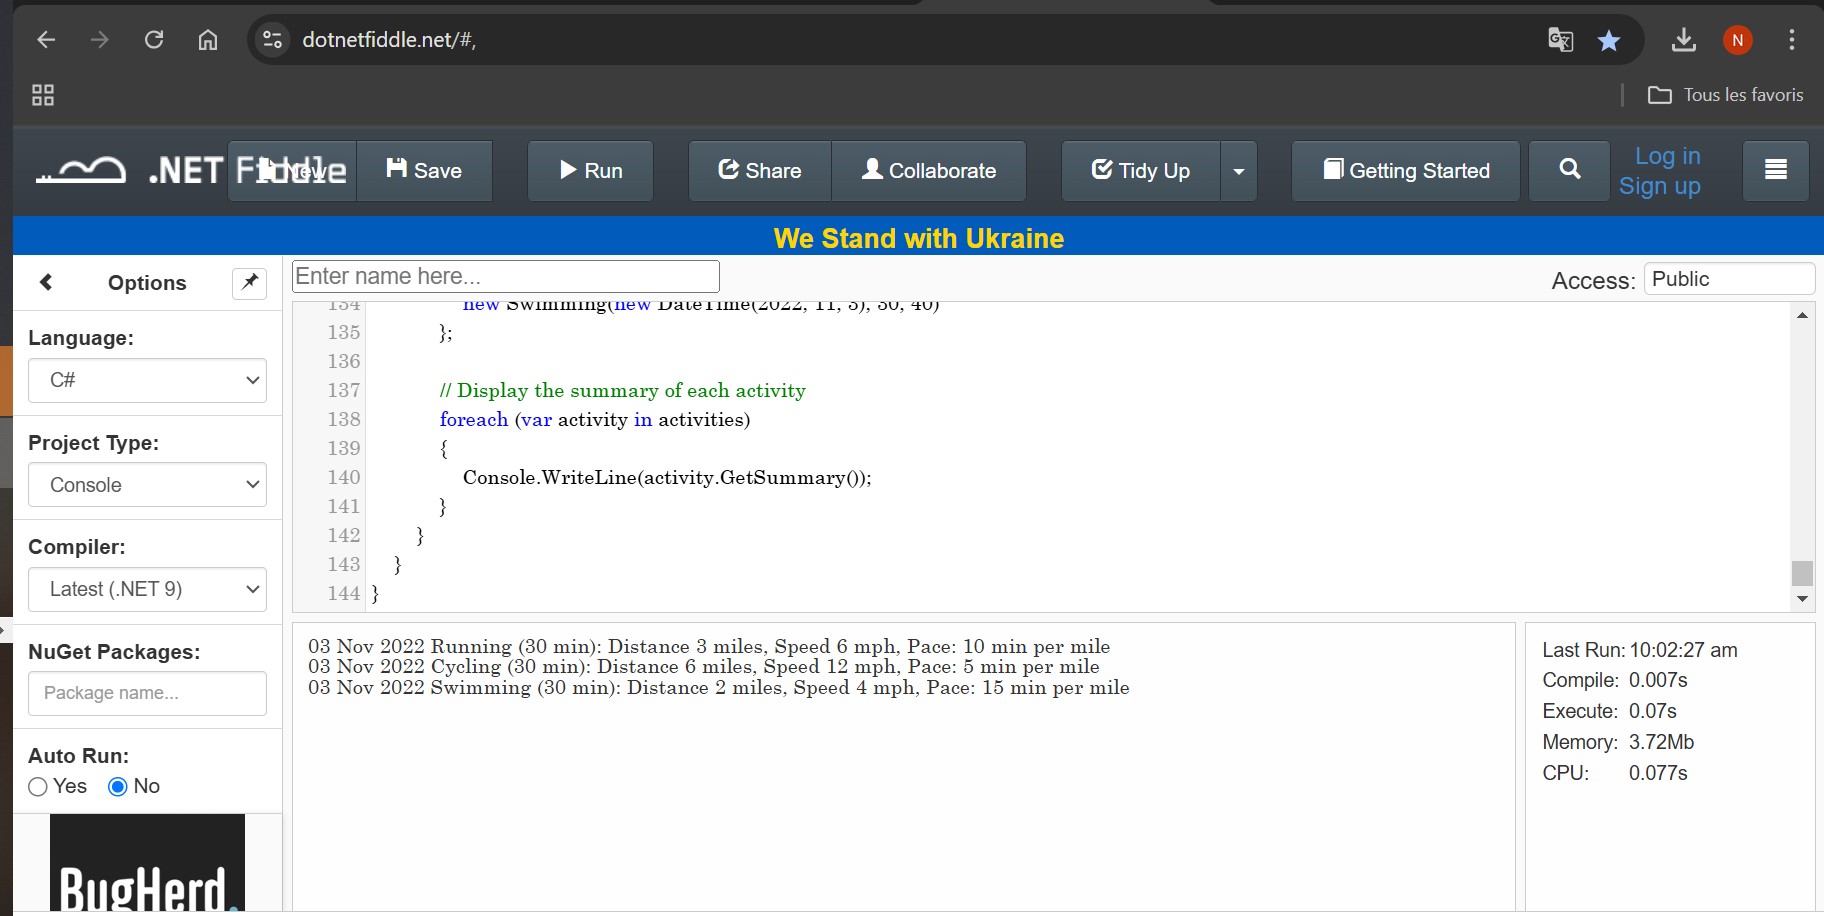 dotnetfiddle.net/#,
N
Tous les favoris
.NET Fiddle
New
Save
Run
Share
Collaborate
Tidy Up
Getting Started
Log in
Sign up
We Stand with Ukraine
Options
Enter name here...
Access:
Public
Language:
C#
Project Type:
Console
Compiler:
Latest (.NET 9)
NuGet Packages:
Package name...
Auto Run:
Yes
No
BugHerd.
134 new Swimming(new DateTime(2022, 11, 3), 30, 40)
135 };
136
137 // Display the summary of each activity
138 foreach (var activity in activities)
139 {
140 Console.WriteLine(activity.GetSummary());
141 }
142 }
143 }
144 }
03 Nov 2022 Running (30 min): Distance 3 miles, Speed 6 mph, Pace: 10 min per mile
03 Nov 2022 Cycling (30 min): Distance 6 miles, Speed 12 mph, Pace: 5 min per mile
03 Nov 2022 Swimming (30 min): Distance 2 miles, Speed 4 mph, Pace: 15 min per mile
Last Run: 10:02:27 am
Compile: 0.007s
Execute: 0.07s
Memory: 3.72Mb
CPU: 0.077s